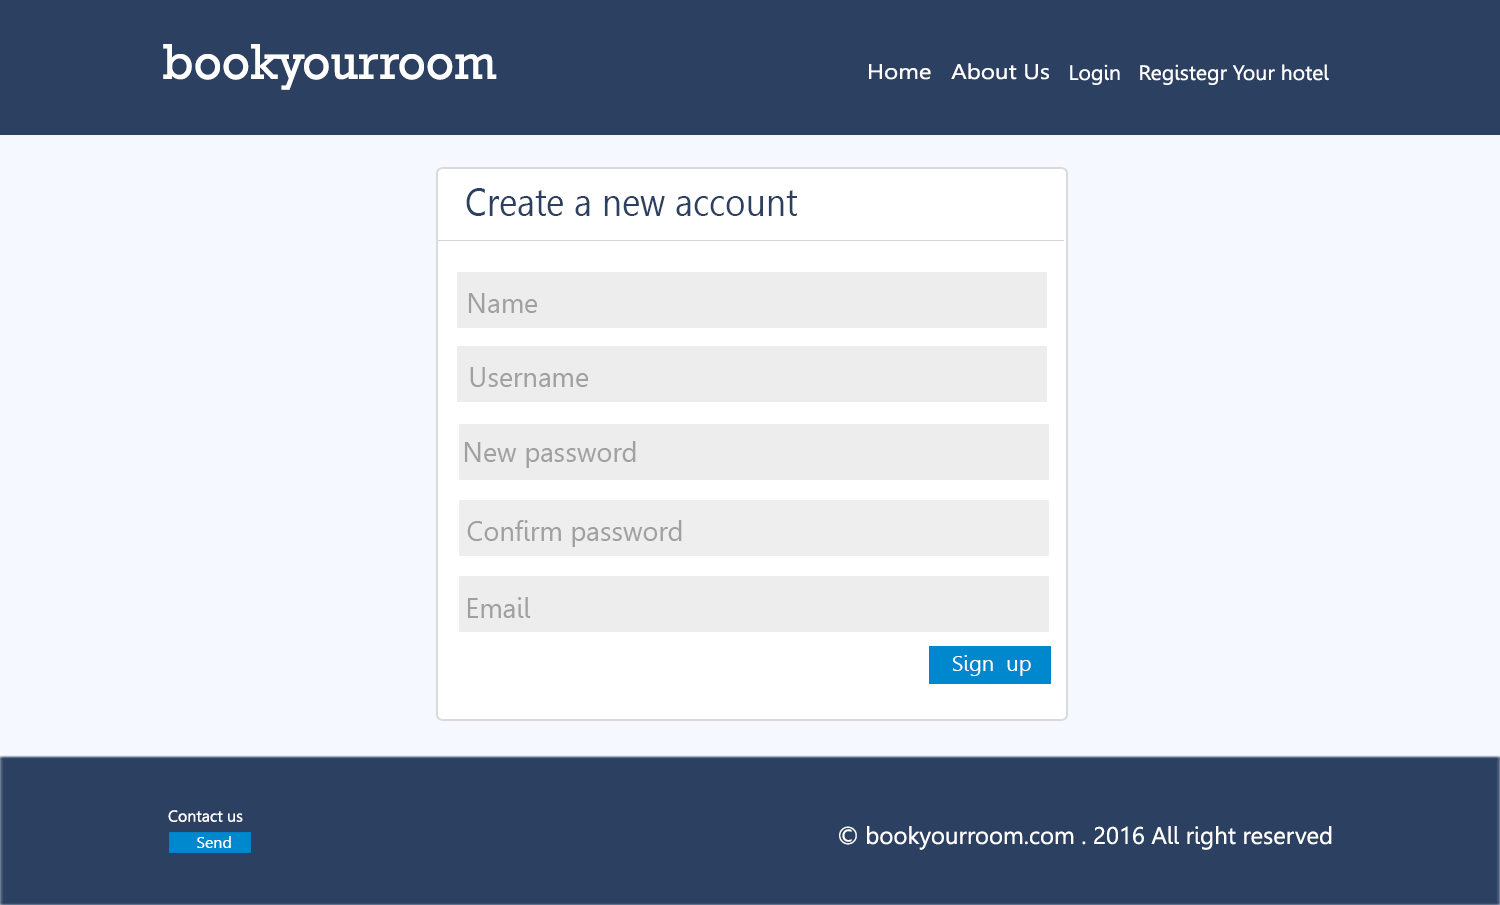 bookyourroom
Home About Us Login Registegr Your hotel
Create a new account
Name
Username
New password
Confirm password
Email
Sign up
Contact us
Send
© bookyourroom.com . 2016 All right reserved